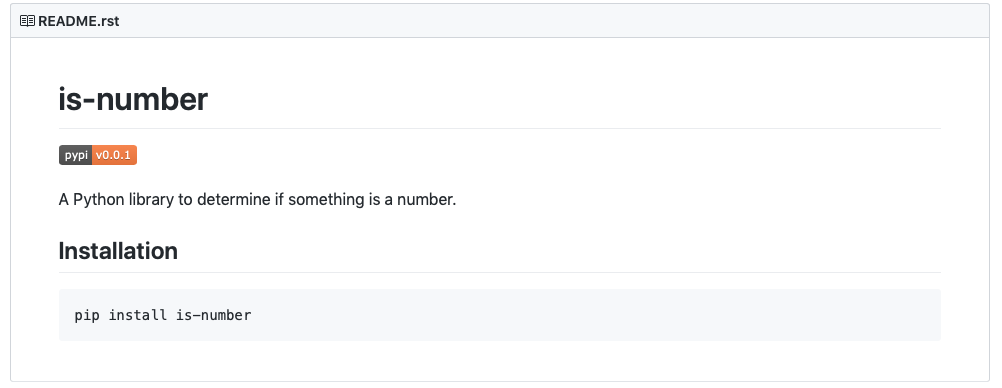 README.rst
is-number
pypi v0.0.1
A Python library to determine if something is a number.
Installation
pip install is-number